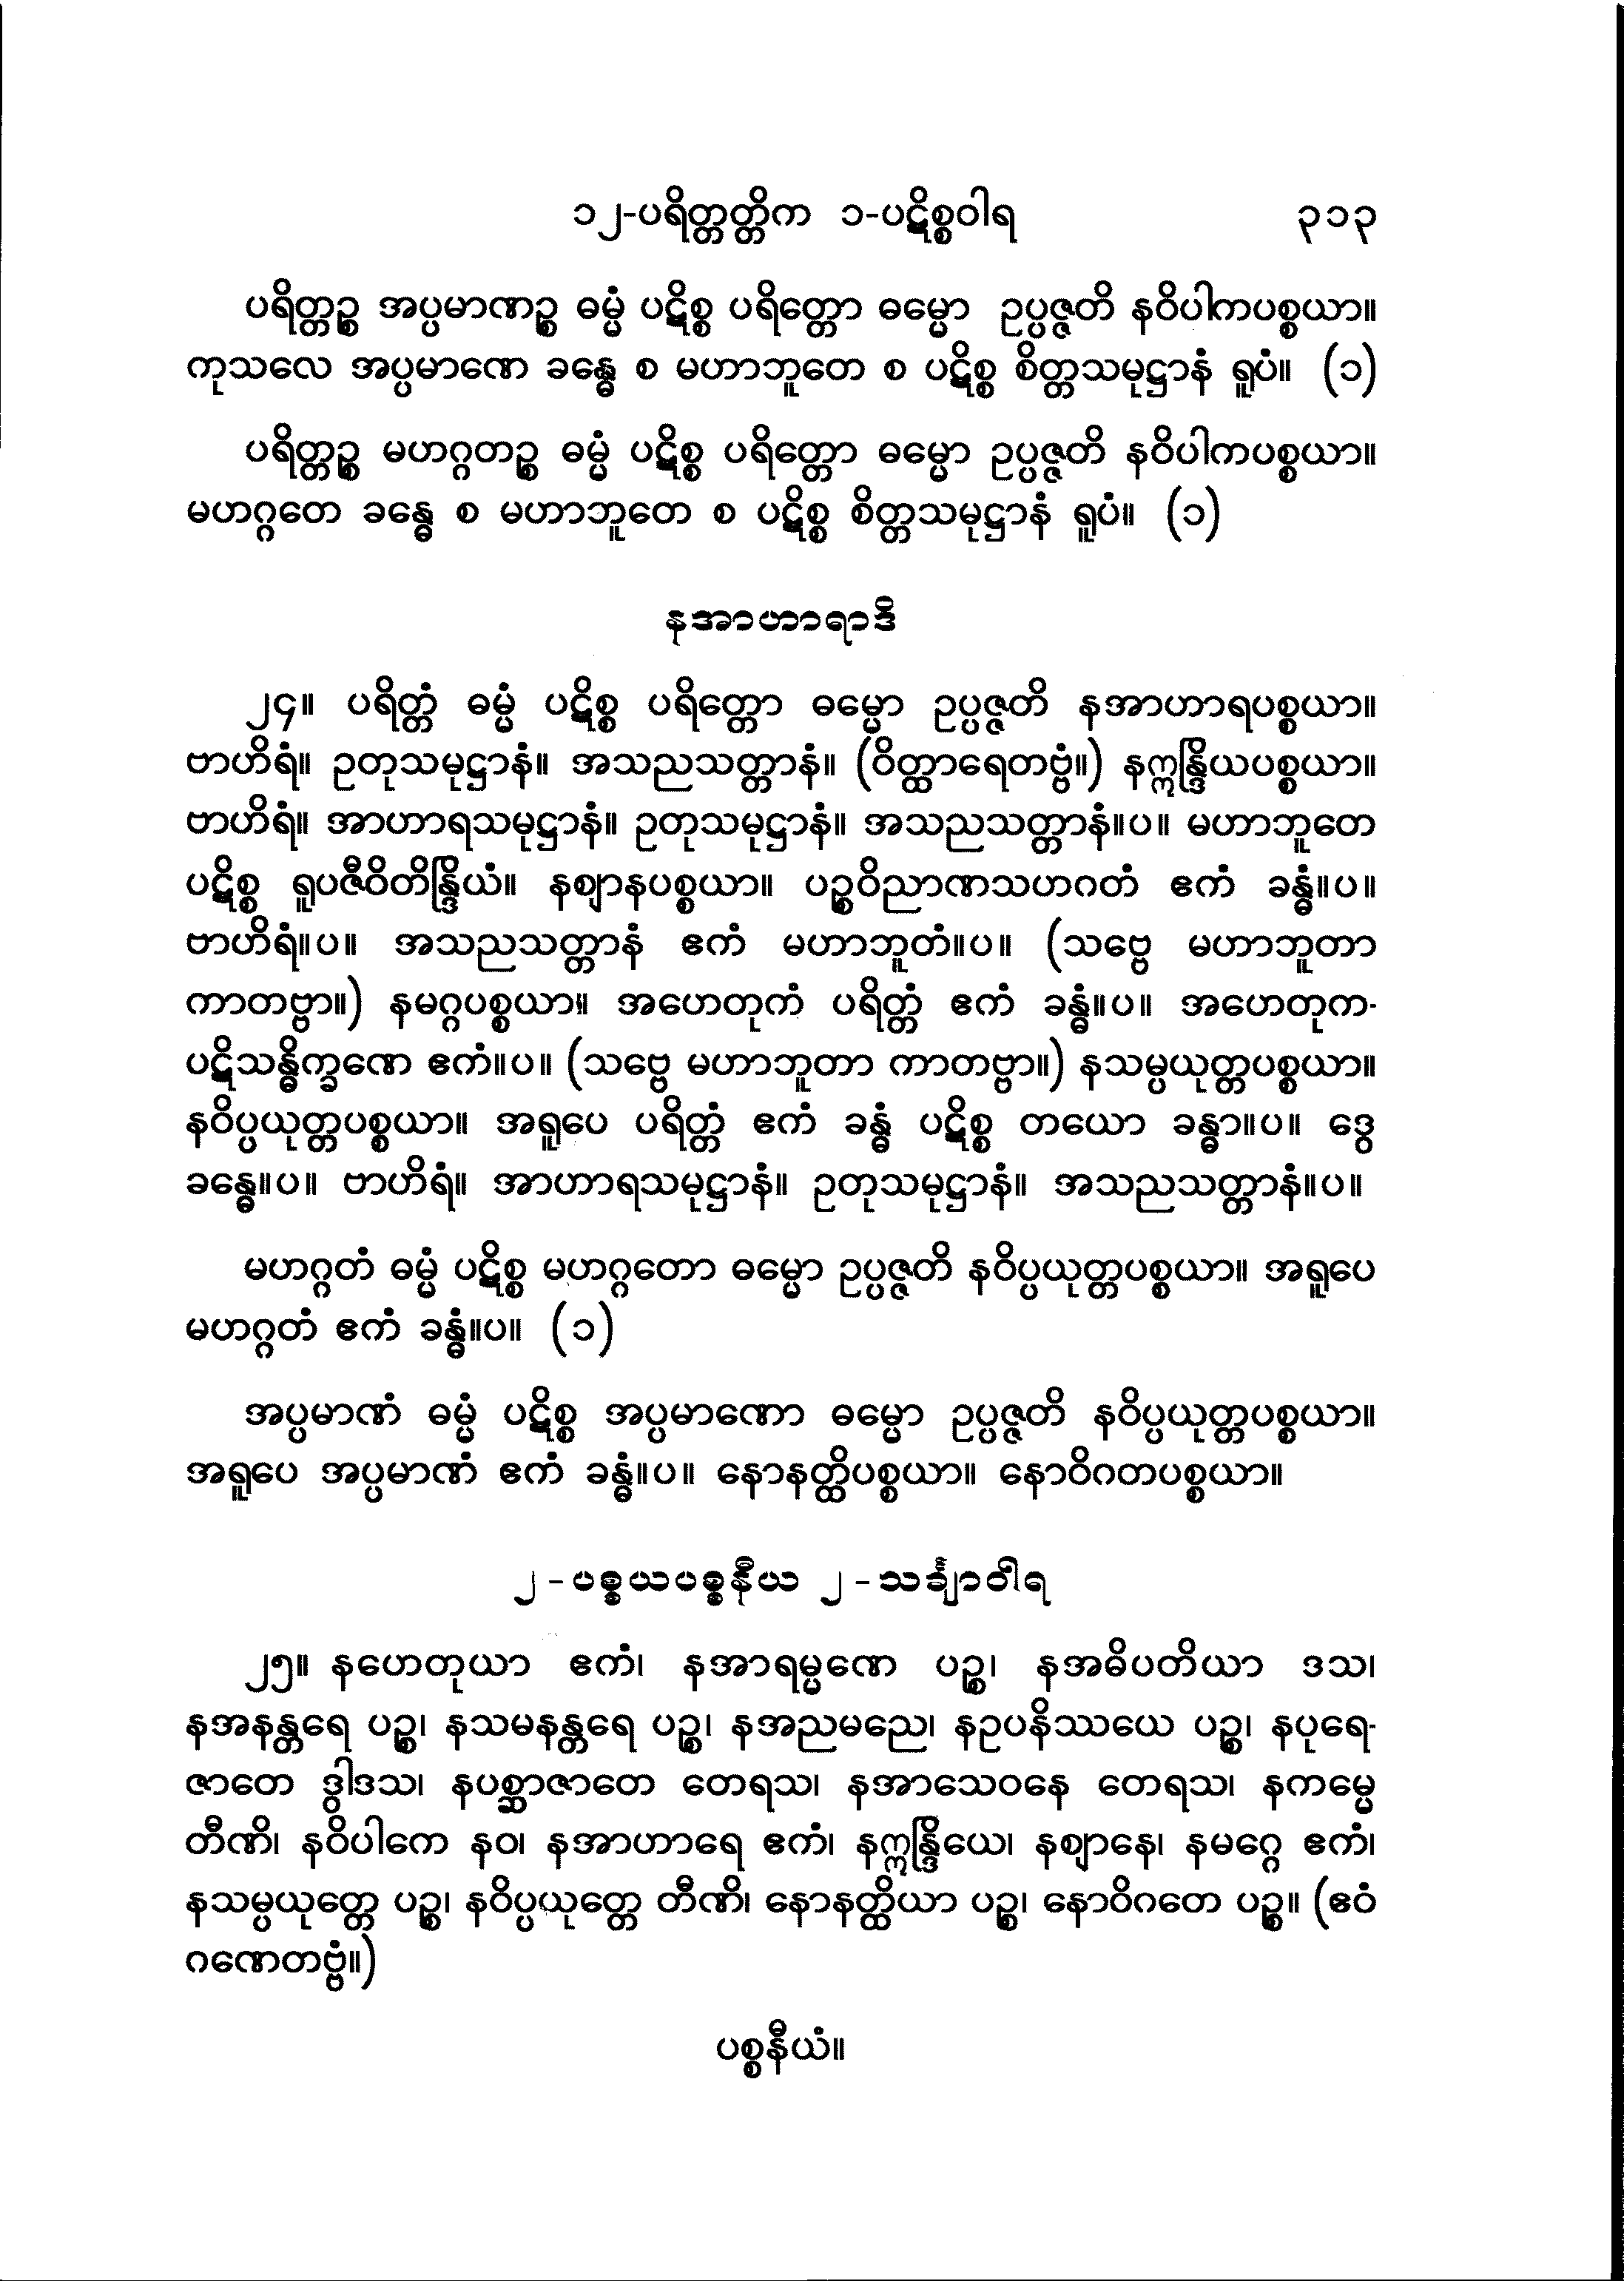 ၁၂-ပရိတ္တတ္တိက ၁-ပဋိစ္စဝါရ ၃၁၃
ပရိတ္တဉ္စ အပ္ပမာဏဉ္စ ဓမ္မံ ပဋိစ္စ ပရိတ္တော ဓမ္မော ဥပ္ပဇ္ဇတိ နဝိပါကပစ္စယာ။
ကုသလေ အပ္ပမာဏေ ခန္ဓေ စ မဟာဘူတေ စ ပဋိစ္စ စိတ္တသမုဋ္ဌာနံ ရူပံ။ (၁)
ပရိတ္တဉ္စ မဟဂ္ဂတဉ္စ ဓမ္မံ ပဋိစ္စ ပရိတ္တော ဓမ္မော ဥပ္ပဇ္ဇတိ နဝိပါကပစ္စယာ။
မဟဂ္ဂတေ ခန္ဓေ စ မဟာဘူတေ စ ပဋိစ္စ စိတ္တသမုဋ္ဌာနံ ရူပံ။ (၁)
နအာဟာရာဒိ
၂၄။ ပရိတ္တံ ဓမ္မံ ပဋိစ္စ ပရိတ္တော ဓမ္မော ဥပ္ပဇ္ဇတိ နအာဟာရပစ္စယာ။
ဗာဟိရံ။ ဥတုသမုဋ္ဌာနံ။ အသညသတ္တာနံ။ (ဝိတ္ထာရေတဗ္ဗံ။) နဣန္ဒြိယပစ္စယာ။
ဗာဟိရံ။ အာဟာရသမုဋ္ဌာနံ။ ဥတုသမုဋ္ဌာနံ။ အသညသတ္တာနံ။ပ။ မဟာဘူတေ
ပဋိစ္စ ရူပဇီဝိတိန္ဒြိယံ။ နဈာနပစ္စယာ။ ပဉ္စဝိညာဏသဟဂတံ ဧကံ ခန္ဓံ။ပ။
ဗာဟိရံ။ပ။ အသညသတ္တာနံ ဧကံ မဟာဘူတံ။ပ။ (သဗ္ဗေ မဟာဘူတာ
ကာတဗ္ဗာ။) နမဂ္ဂပစ္စယာ။ အဟေတုကံ ပရိတ္တံ ဧကံ ခန္ဓံ။ပ။ အဟေတုက-
ပဋိသန္ဓိက္ခဏေ ဧကံ။ပ။ (သဗ္ဗေ မဟာဘူတာ ကာတဗ္ဗာ။) နသမ္ပယုတ္တပစ္စယာ။
နဝိပ္ပယုတ္တပစ္စယာ။ အရူပေ ပရိတ္တံ ဧကံ ခန္ဓံ ပဋိစ္စ တယော ခန္ဓာ။ပ။ ဒွေ
ခန္ဓေ။ပ။ ဗာဟိရံ။ အာဟာရသမုဋ္ဌာနံ။ ဥတုသမုဋ္ဌာနံ။ အသညသတ္တာနံ။ပ။
မဟဂ္ဂတံ ဓမ္မံ ပဋိစ္စ မဟဂ္ဂတော ဓမ္မော ဥပ္ပဇ္ဇတိ နဝိပ္ပယုတ္တပစ္စယာ။ အရူပေ
မဟဂ္ဂတံ ဧကံ ခန္ဓံ။ပ။ (၁)
အပ္ပမာဏံ ဓမ္မံ ပဋိစ္စ အပ္ပမာဏော ဓမ္မော ဥပ္ပဇ္ဇတိ နဝိပ္ပယုတ္တပစ္စယာ။
အရူပေ အပ္ပမာဏံ ဧကံ ခန္ဓံ။ပ။ နောနတ္ထိပစ္စယာ။ နောဝိဂတပစ္စယာ။
၂-ပစ္စယပစ္စနီယ ၂-သင်္ချာဝါရ
၂၅။ နဟေတုယာ ဧကံ၊ နအာရမ္မဏေ ပဉ္စ၊ နအဓိပတိယာ ဒသ၊
နအနန္တရေ ပဉ္စ၊ နသမနန္တရေ ပဉ္စ၊ နအညမညေ၊ နဥပနိဿယေ ပဉ္စ၊ နပုရေ-
ဇာတေ ဒွါဒသ၊ နပစ္ဆာဇာတေ တေရသ၊ နအာသေဝနေ တေရသ၊ နကမ္မေ
တီဏိ၊ နဝိပါကေ နဝ၊ နအာဟာရေ ဧကံ၊ နဣန္ဒြိယေ၊ နဈာနေ၊ နမဂ္ဂေ ဧကံ၊
နသမ္ပယုတ္တေ ပဉ္စ၊ နဝိပ္ပယုတ္တေ တီဏိ၊ နောနတ္ထိယာ ပဉ္စ၊ နောဝိဂတေ ပဉ္စ။ (ဧဝံ
ဂဏေတဗ္ဗံ။)
ပစ္စနီယံ။